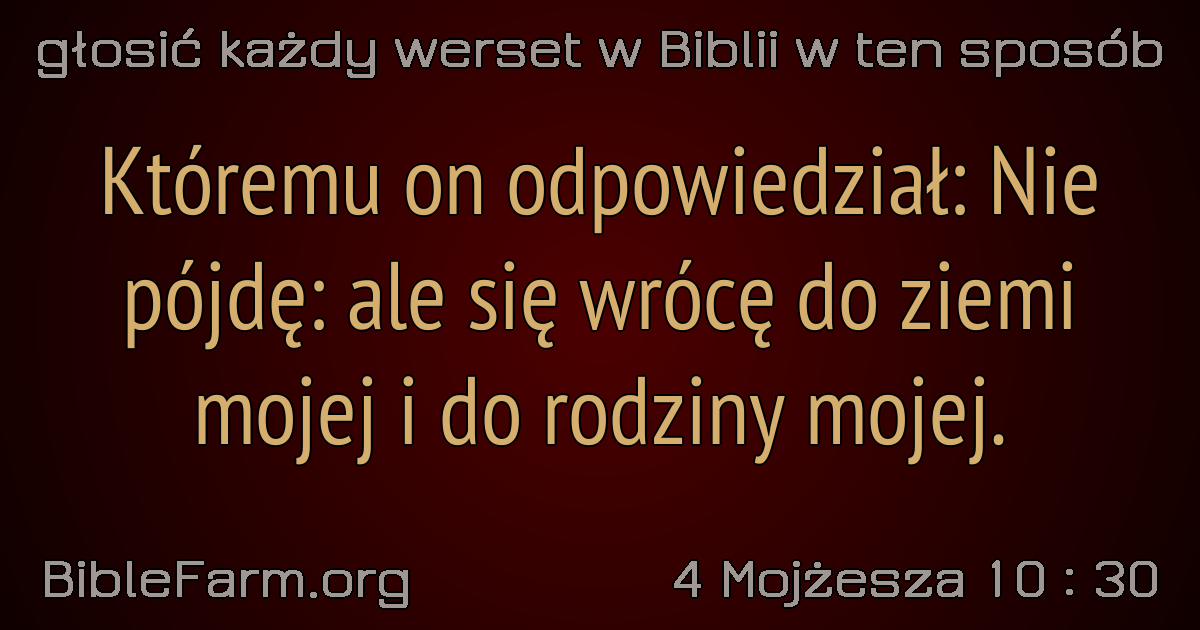 głosić każdy werset w Biblii w ten sposób
Któremu on odpowiedział: Nie
pójdę: ale się wrócę do ziemi
mojej i do rodziny mojej.
BibleFarm.org
4 Mojżesza 10 : 30